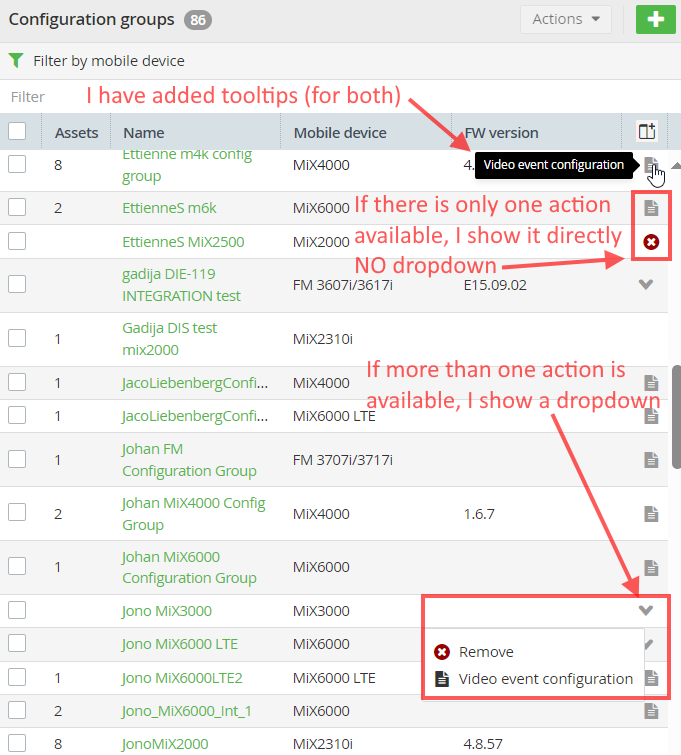 Configuration groups 86 Actions
Filter by mobile device
Filter I have added tooltips (for both)
Assets Name Mobile device FW version
8 Ettienne m4k config group MiX4000 4. Video event configuration
2 EttienneS m6k MiX6000
If there is only one action
available, I show it directly
NO dropdown
EttienneS MiX2500 MiX2000
gadija DIE-119
INTEGRATION test FM 3607i/3617i E15.09.02
Gadija DIS test
mix2000 1 MiX2310i
If more than one action is
available, I show a dropdown
1 JacoLiebenbergConfi... MiX4000
1 JacoLiebenbergConfi... MiX6000 LTE
Johan FM
Configuration Group 1 FM 3707i/3717i
2 Johan MiX4000 Config
Group MiX4000 1.6.7
1 Johan MiX6000
Configuration Group MiX6000
Jono MiX3000 MiX3000
Jono MiX6000 LTE MiX6000
Remove
1 Jono MiX6000LTE2 MiX6000 LTE
Video event configuration
2 Jono_MiX6000_Int_1 MiX6000
8 JonoMiX2000 MiX2310i 4.8.57